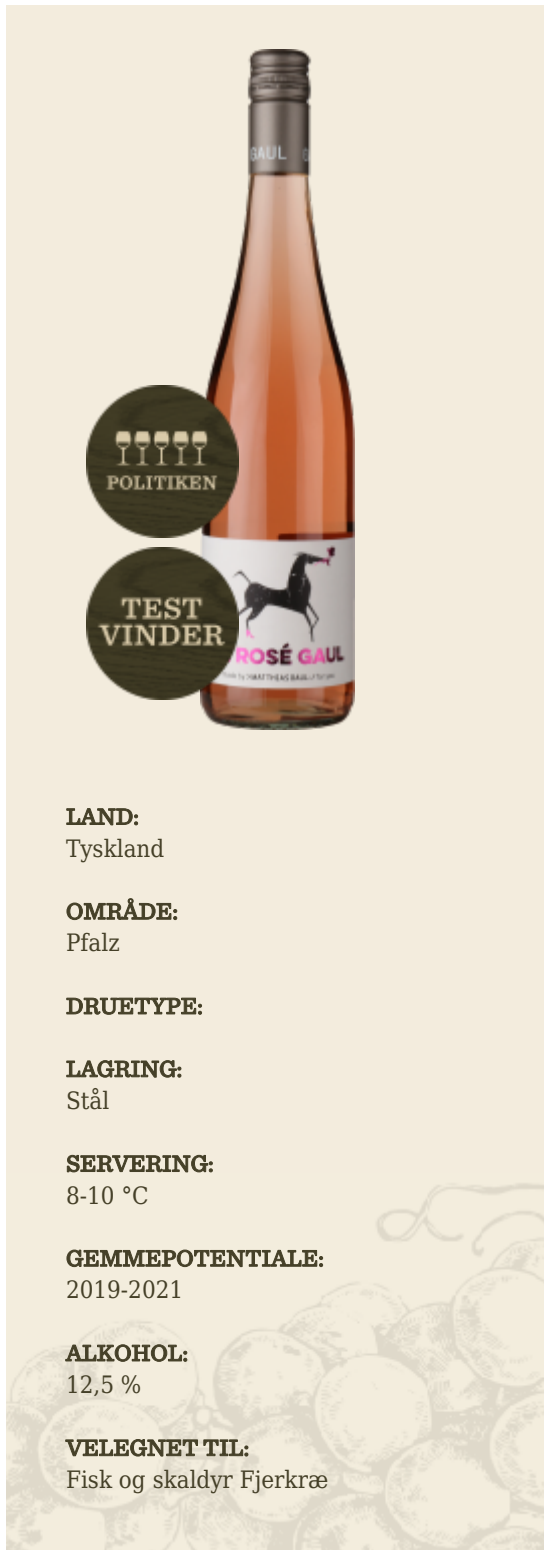 GAUL
POLITIKEN
TEST
VINDER
ROSÉ GAUL
LAND:
Tyskland
OMRÅDE:
Pfalz
DRUETYPE:
LAGRING:
Stål
SERVERING:
8-10 °C
GEMMEPOTENTIALE:
2019-2021
ALKOHOL:
12,5 %
VELEGNET TIL:
Fisk og skaldyr Fjerkræ